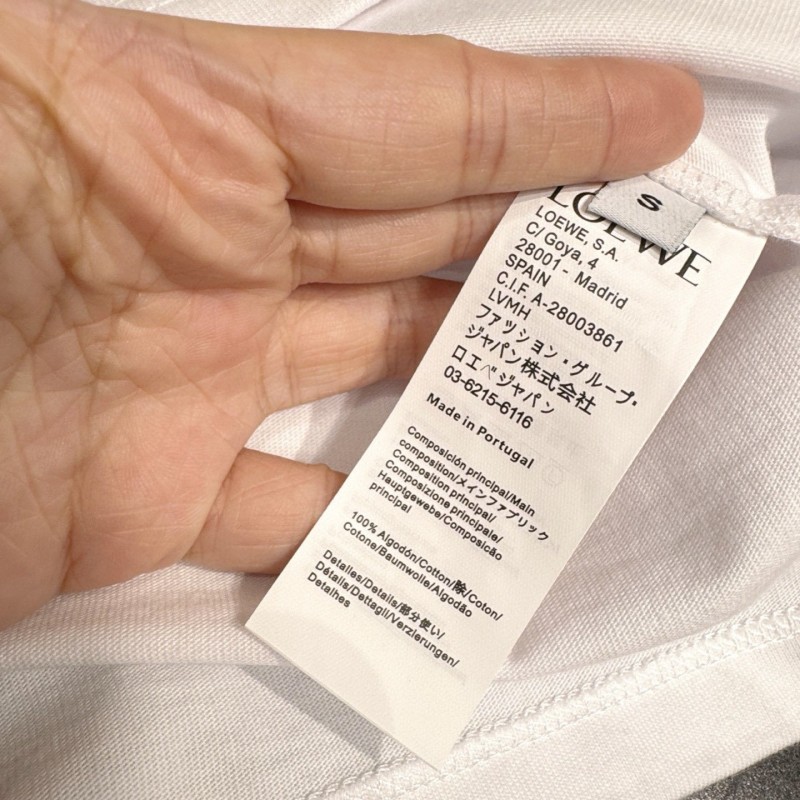 S
LOEWE
LOEWE, S.A.
C/ Goya, 4
28001 - Madrid
SPAIN
C.I.F. A-28003861
LVMH
ファッション・グループ・
ジャパン株式会社
ロエベジャパン
03-6215-6116
Made in Portugal
Composición principal/Main
composition/メインファブリック
Composition principal/
Composizione principale/
Hauptgewebe/Composicão
principal
100% Algodón/Cotton/除/Coton/
Cotone/Baumwolle/Algodão
Detalles/Details/部分使い/
Détails/Dettagli/Verzierungen/
Detalhes